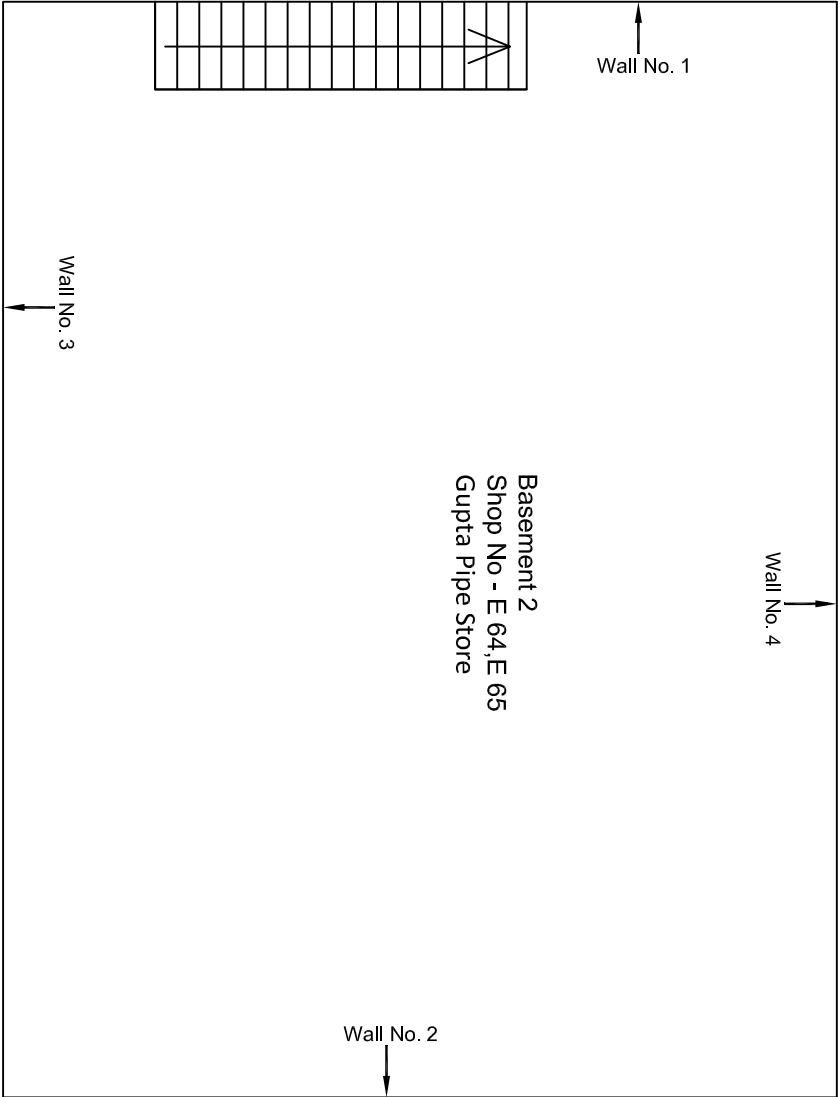 Wall No. 1
Wall No. 3
Basement 2
Shop No - E 64,E 65
Gupta Pipe Store
Wall No. 4
Wall No. 2